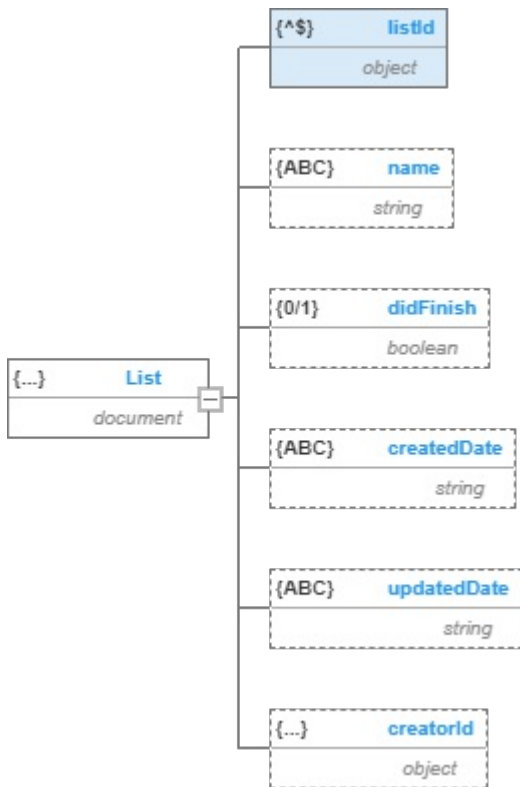 {^$} listId
object
{ABC} name
string
{0/1} didFinish
boolean
{...} List
document
{ABC} createdDate
string
{ABC} updatedDate
string
{...} creatorId
object